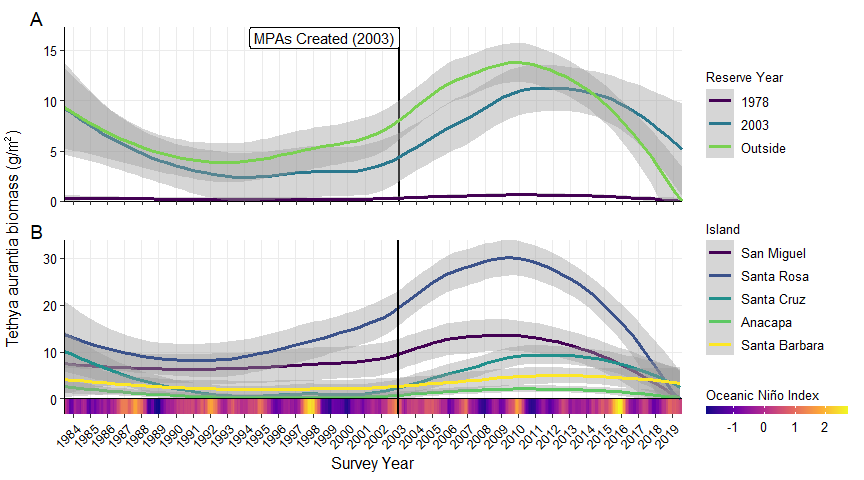 A
MPAs Created (2003)
15
10
5
0
Tethya aurantia biomass (g/m²)
Reserve Year
1978
2003
Outside
B
30
20
10
0
Island
San Miguel
Santa Rosa
Santa Cruz
Anacapa
Santa Barbara
Oceanic Niño Index
-1 0 1 2
1984 1985 1986 1987 1988 1989 1990 1991 1992 1993 1994 1995 1996 1997 1998 1999 2000 2001 2002 2003 2004 2005 2006 2007 2008 2009 2010 2011 2012 2013 2014 2015 2016 2017 2018 2019
Survey Year